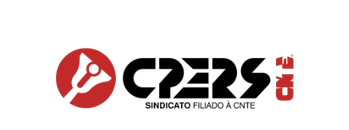 CPERS
SINDICATO FILIADO À CNTE